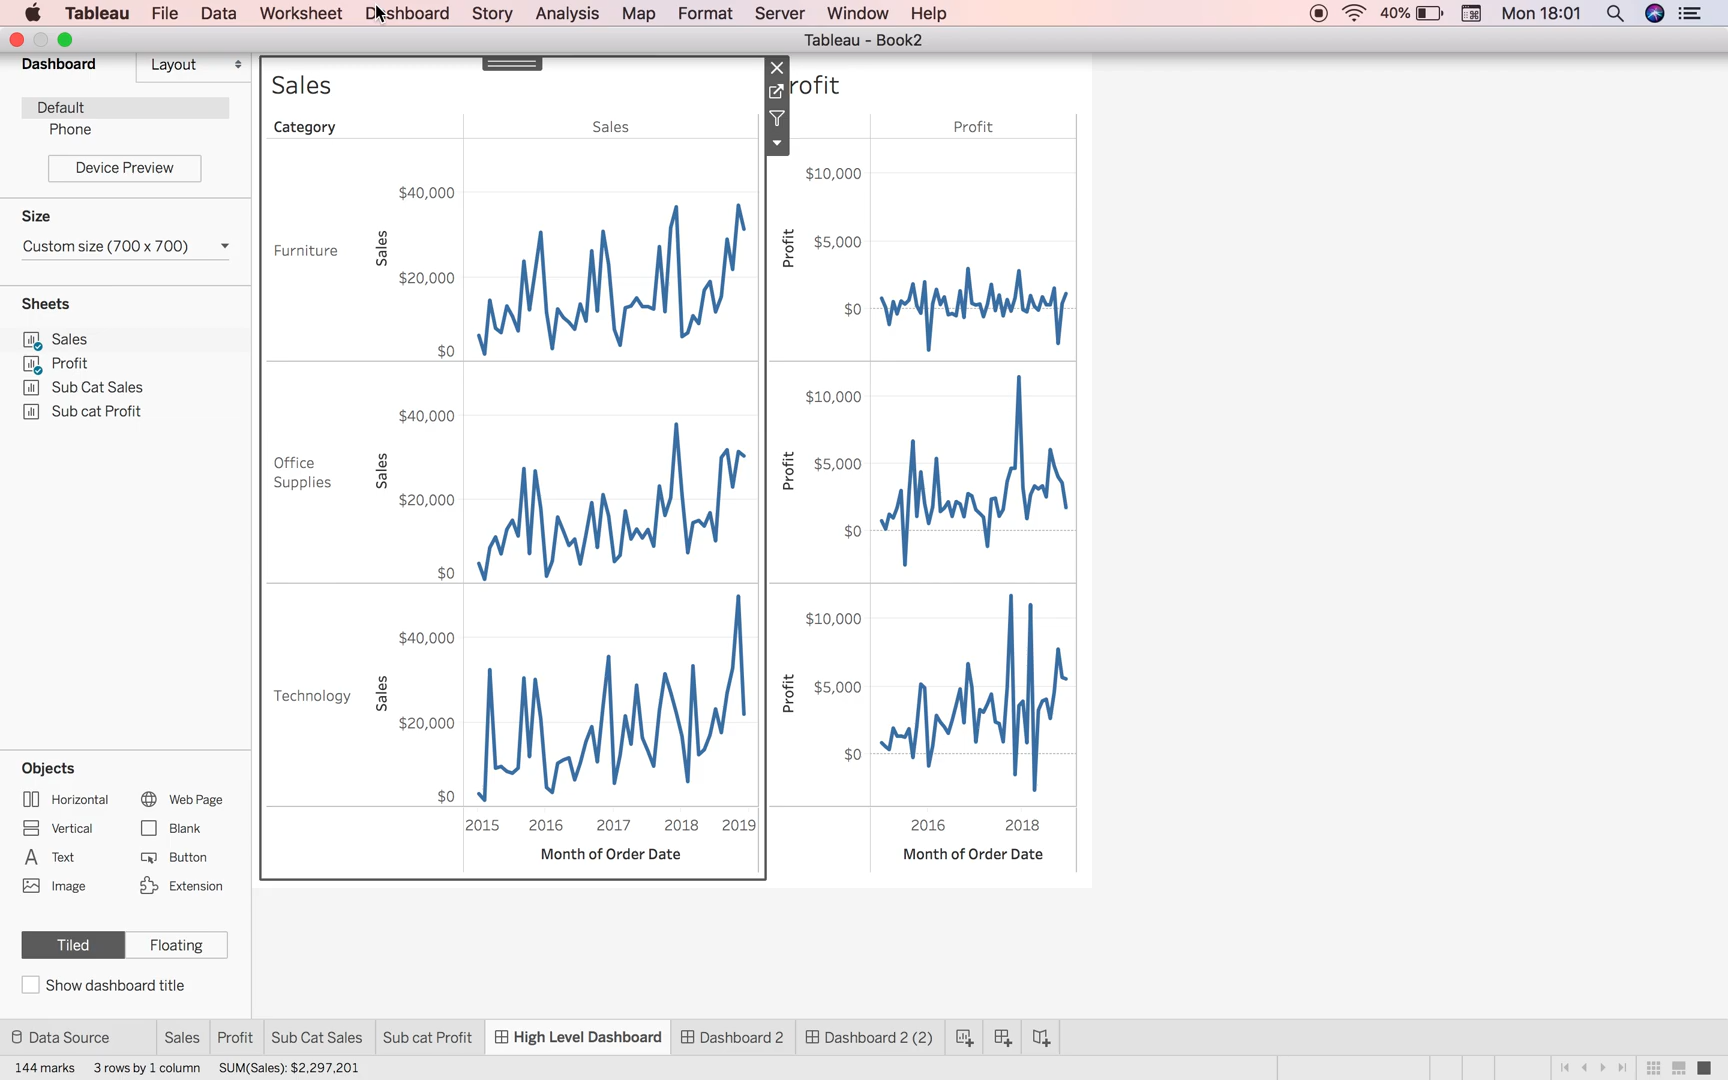 Tableau File Data Worksheet Dashboard Story Analysis Map Format Server Window Help 40% Mon 18:01
Tableau - Book2
Dashboard Layout
Default
Phone
Device Preview
Size
Custom size (700 x 700)
Sheets
Sales
Profit
Sub Cat Sales
Sub cat Profit
Objects
Horizontal Web Page
Vertical Blank
Text Button
Image Extension
Tiled Floating
Show dashboard title
Sales
Category Sales
Furniture
Sales
$40,000
$20,000
$0
Office
Supplies
Sales
$40,000
$20,000
$0
Technology
Sales
$40,000
$20,000
$0
2015 2016 2017 2018 2019
Month of Order Date
rofit
Profit
Profit
$10,000
$5,000
$0
Profit
$10,000
$5,000
$0
Profit
$10,000
$5,000
$0
2016 2018
Month of Order Date
Data Source Sales Profit Sub Cat Sales Sub cat Profit High Level Dashboard Dashboard 2 Dashboard 2 (2)
144 marks 3 rows by 1 column SUM(Sales): $2,297,201